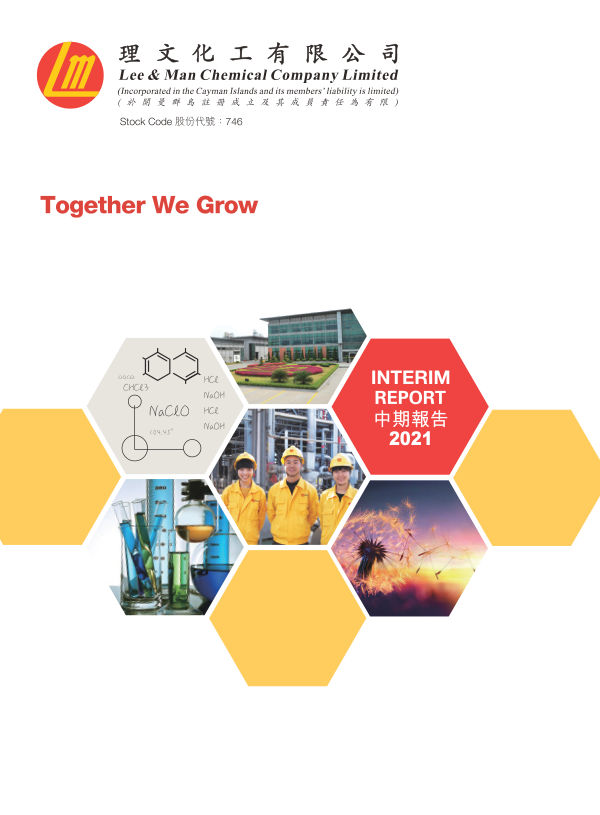 Lm
理文化工有限公司
Lee & Man Chemical Company Limited
(Incorporated in the Cayman Islands and its members' liability is limited)
(於開曼群島註冊成立及其成員責任為有限)
Stock Code 股份代號：746
Together We Grow
INTERIM
REPORT
中期報告
2021
CHCl3
HCl
NaOH
NaClO
HCl
NaOH
104.45°